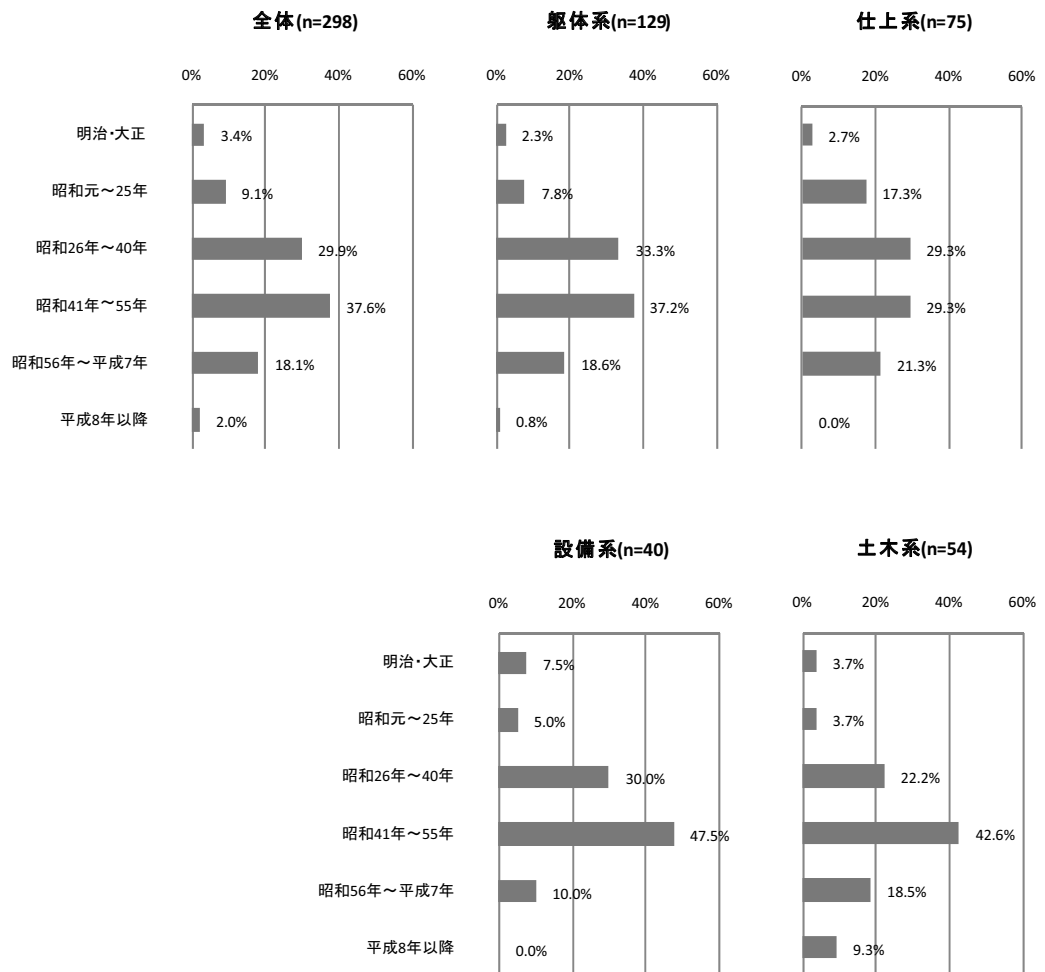 全体(n=298)
躯体系(n=129)
仕上系(n=75)
0% 20% 40% 60%
0% 20% 40% 60%
0% 20% 40% 60%
明治・大正 3.4% 2.3% 2.7%
昭和元～25年 9.1% 7.8% 17.3%
昭和26年～40年 29.9% 33.3% 29.3%
昭和41年～55年 37.6% 37.2% 29.3%
昭和56年～平成7年 18.1% 18.6% 21.3%
平成8年以降 2.0% 0.8% 0.0%
設備系(n=40)
土木系(n=54)
0% 20% 40% 60%
0% 20% 40% 60%
明治・大正 7.5% 3.7%
昭和元～25年 5.0% 3.7%
昭和26年～40年 30.0% 22.2%
昭和41年～55年 47.5% 42.6%
昭和56年～平成7年 10.0% 18.5%
平成8年以降 0.0% 9.3%